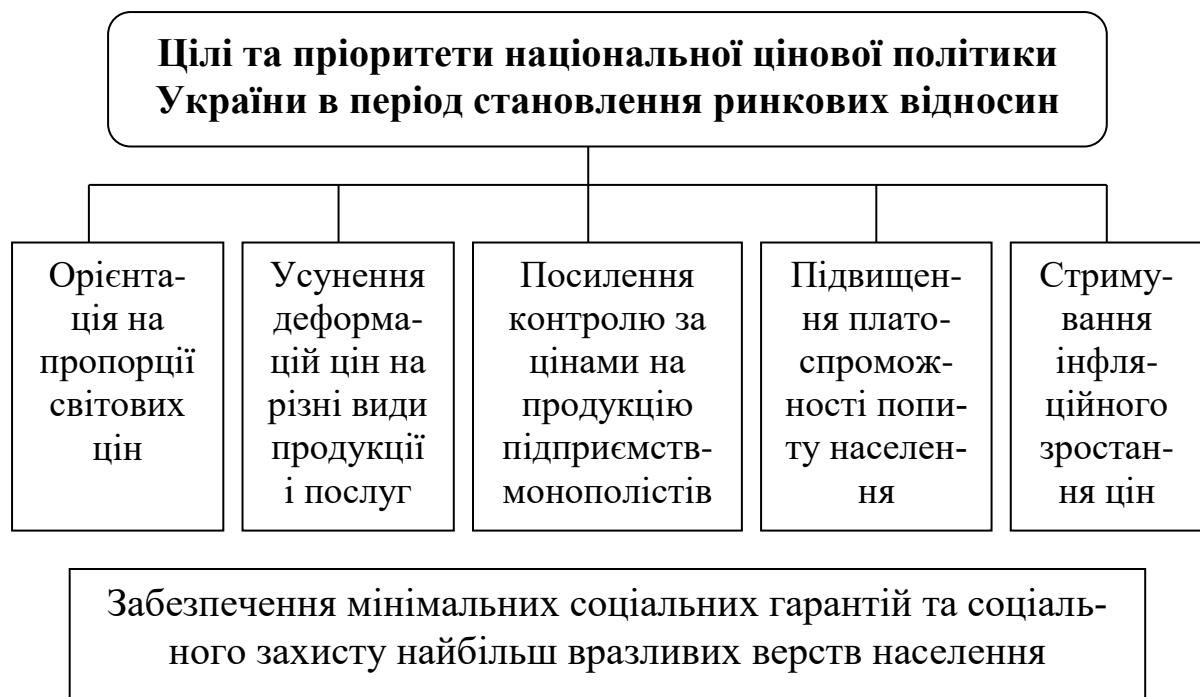 Цілі та пріоритети національної цінової політики
України в період становлення ринкових відносин
Орієнта-
ція на
пропорції
світових
цін
Усунення
деформа-
цій цін на
різні види
продукції
і послуг
Посилення
контролю за
цінами на
продукцію
підприємств-
монополістів
Підвищен-
ня плато-
спромож-
ності попи-
ту населен-
ня
Стриму-
вання
інфля-
ційного
зростан-
ня цін
Забезпечення мінімальних соціальних гарантій та соціаль-
ного захисту найбільш вразливих верств населення